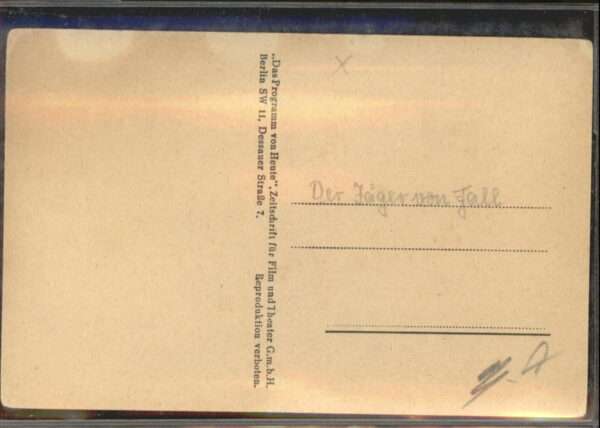 „Das Programm von Heute“, Zeitschrift für Film und Theater G.m.b.H.
Berlin SW 11, Dessauer Straße 7.
Reproduktion verboten.
x
Der Jäger von Fall